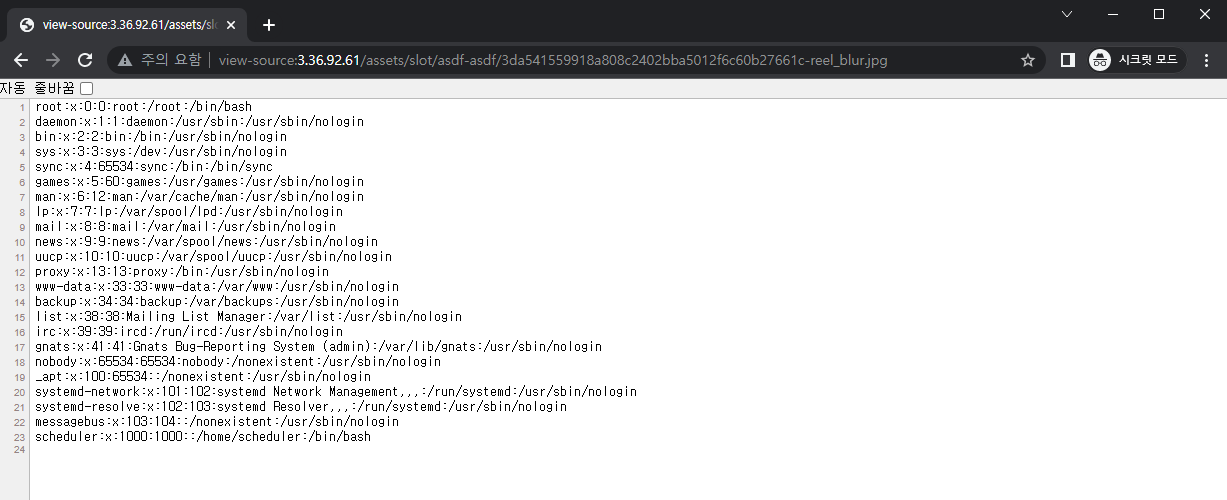 view-source:3.36.92.61/assets/slo
주의 요함 | view-source:3.36.92.61/assets/slot/asdf-asdf/3da541559918a808c2402bba5012f6c60b27661c-reel_blur.jpg 시크릿 모드
자동 줄바꿈
1 root:x:0:0:root:/root:/bin/bash
2 daemon:x:1:1:daemon:/usr/sbin:/usr/sbin/nologin
3 bin:x:2:2:bin:/bin:/usr/sbin/nologin
4 sys:x:3:3:sys:/dev:/usr/sbin/nologin
5 sync:x:4:65534:sync:/bin:/bin/sync
6 games:x:5:60:games:/usr/games:/usr/sbin/nologin
7 man:x:6:12:man:/var/cache/man:/usr/sbin/nologin
8 lp:x:7:7:lp:/var/spool/lpd:/usr/sbin/nologin
9 mail:x:8:8:mail:/var/mail:/usr/sbin/nologin
10 news:x:9:9:news:/var/spool/news:/usr/sbin/nologin
11 uucp:x:10:10:uucp:/var/spool/uucp:/usr/sbin/nologin
12 proxy:x:13:13:proxy:/bin:/usr/sbin/nologin
13 www-data:x:33:33:www-data:/var/www:/usr/sbin/nologin
14 backup:x:34:34:backup:/var/backups:/usr/sbin/nologin
15 list:x:38:38:Mailing List Manager:/var/list:/usr/sbin/nologin
16 irc:x:39:39:ircd:/run/ircd:/usr/sbin/nologin
17 gnats:x:41:41:Gnats Bug-Reporting System (admin):/var/lib/gnats:/usr/sbin/nologin
18 nobody:x:65534:65534:nobody:/nonexistent:/usr/sbin/nologin
19 _apt:x:100:65534::/nonexistent:/usr/sbin/nologin
20 systemd-network:x:101:102:systemd Network Management,,,:/run/systemd:/usr/sbin/nologin
21 systemd-resolve:x:102:103:systemd Resolver,,,:/run/systemd:/usr/sbin/nologin
22 messagebus:x:103:104::/nonexistent:/usr/sbin/nologin
23 scheduler:x:1000:1000::/home/scheduler:/bin/bash
24